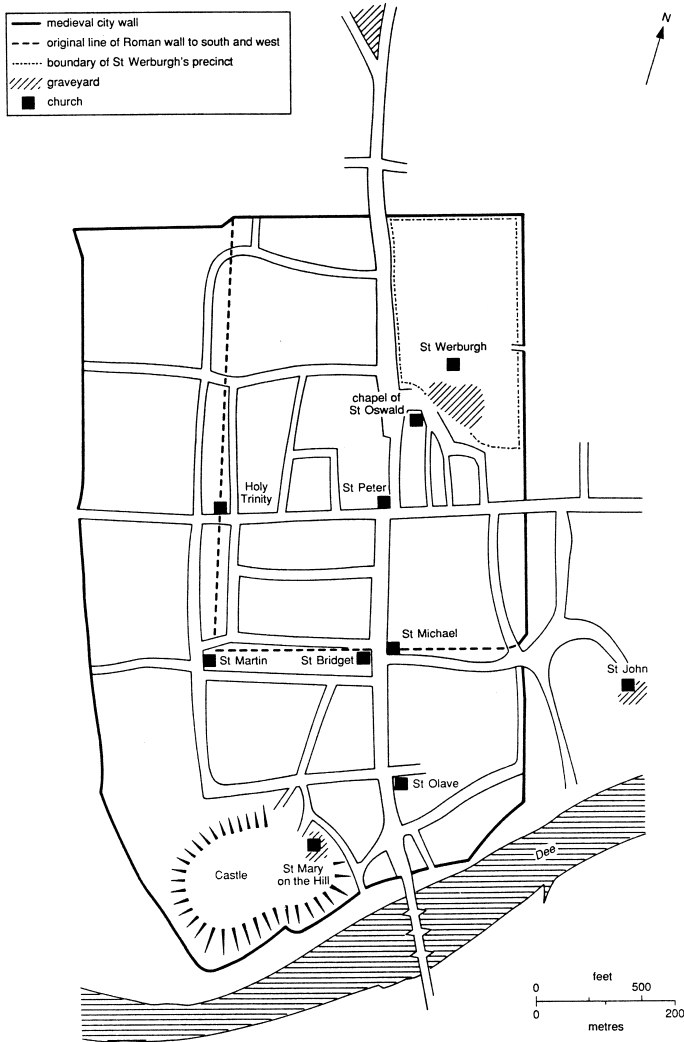 medieval city wall
original line of Roman wall to south and west
boundary of St Werburgh's precinct
graveyard
church
N
St Werburgh
chapel of
St Oswald
Holy
Trinity
St Peter
St Michael
St Martin
St Bridget
St John
St Olave
Castle
St Mary
on the Hill
Dee
feet
0 500
0 200
metres